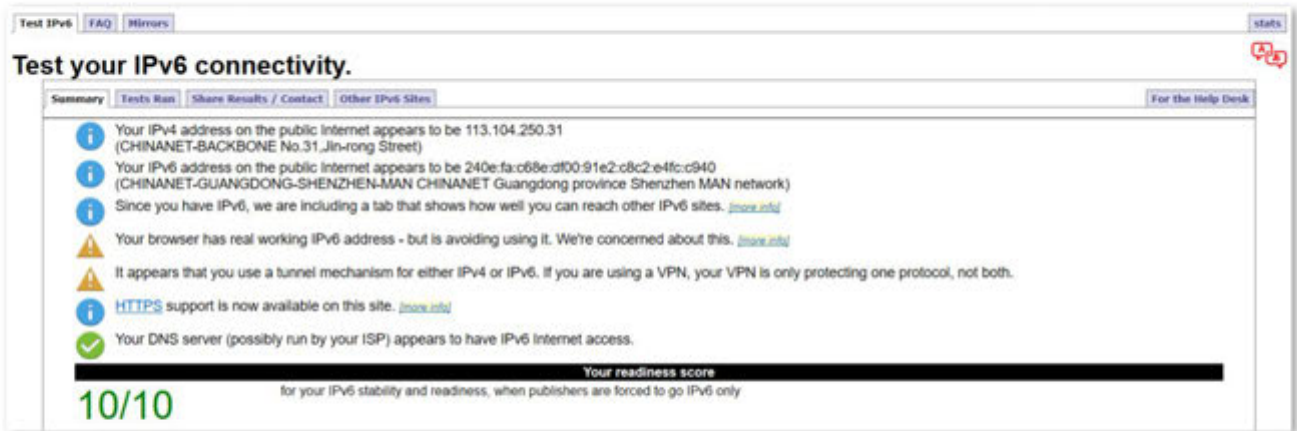 Test IPv6 FAQ Mirrors stats
Test your IPv6 connectivity.
Summary Tests Run Share Results / Contact Other IPv6 Sites For the Help Desk
Your IPv4 address on the public Internet appears to be 113.104.250.31
(CHINANET-BACKBONE No.31,Jin-rong Street)
Your IPv6 address on the public Internet appears to be 240e:fa:c68e:df00:91e2:c8c2:e4fc:c940
(CHINANET-GUANGDONG-SHENZHEN-MAN CHINANET Guangdong province Shenzhen MAN network)
Since you have IPv6, we are including a tab that shows how well you can reach other IPv6 sites. [more info]
Your browser has real working IPv6 address - but is avoiding using it. We're concerned about this. [more info]
It appears that you use a tunnel mechanism for either IPv4 or IPv6. If you are using a VPN, your VPN is only protecting one protocol, not both.
HTTPS support is now available on this site. [more info]
Your DNS server (possibly run by your ISP) appears to have IPv6 Internet access.
Your readiness score
10/10 for your IPv6 stability and readiness, when publishers are forced to go IPv6 only